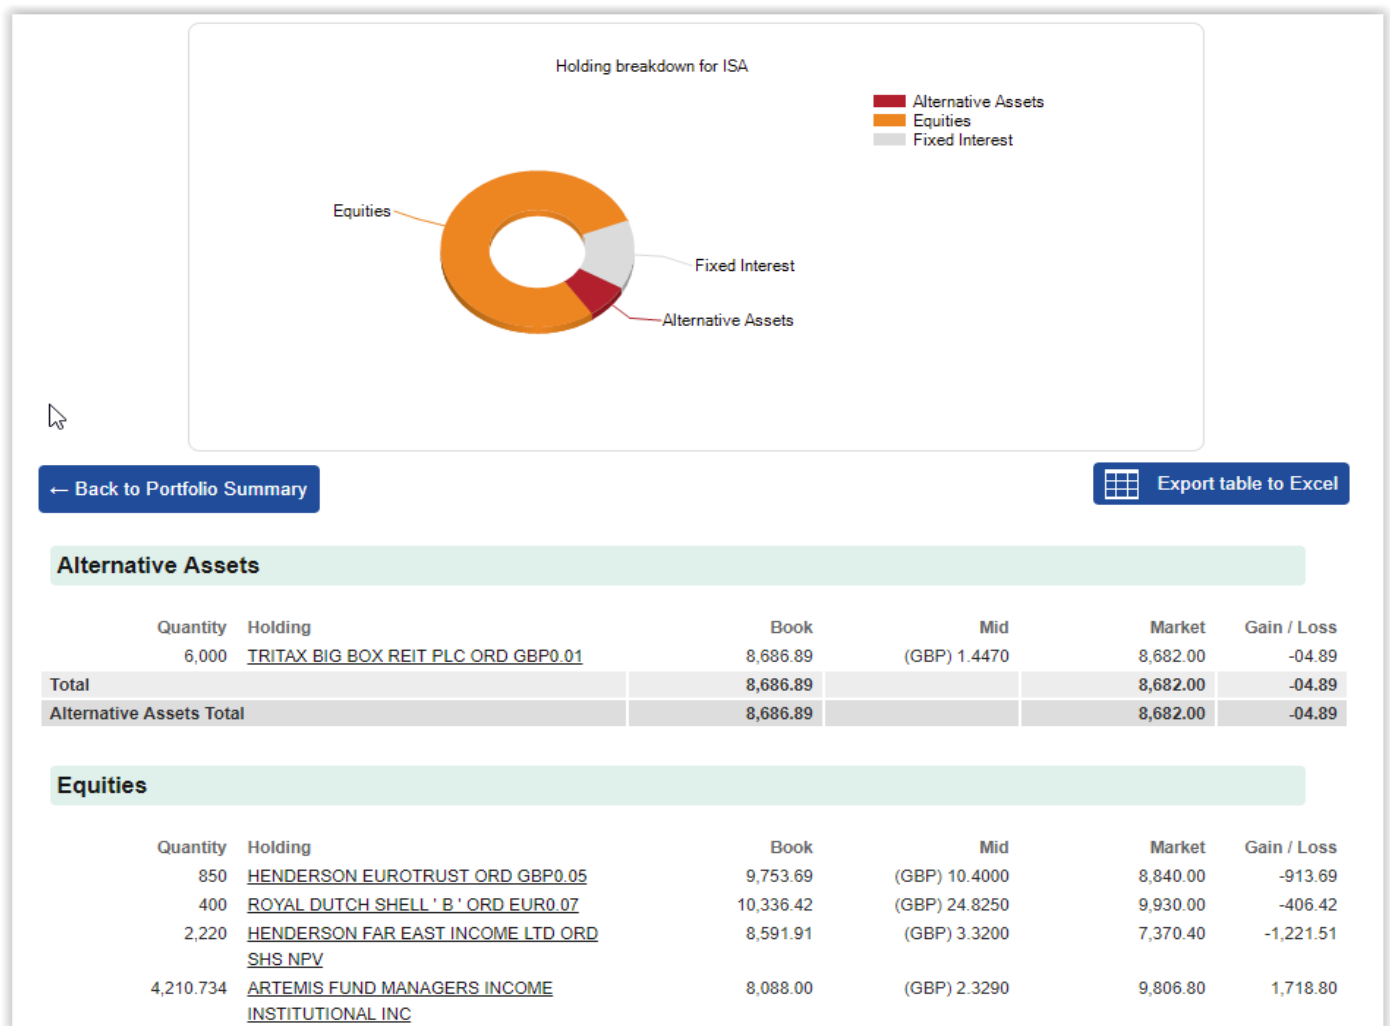 Holding breakdown for ISA
Alternative Assets
Equities
Fixed Interest
Equities
Fixed Interest
Alternative Assets
← Back to Portfolio Summary
Export table to Excel
Alternative Assets
Quantity Holding Book Mid Market Gain / Loss
6,000 TRITAX BIG BOX REIT PLC ORD GBP0.01 8,686.89 (GBP) 1.4470 8,682.00 -04.89
Total 8,686.89 8,682.00 -04.89
Alternative Assets Total 8,686.89 8,682.00 -04.89
Equities
Quantity Holding Book Mid Market Gain / Loss
850 HENDERSON EUROTRUST ORD GBP0.05 9,753.69 (GBP) 10.4000 8,840.00 -913.69
400 ROYAL DUTCH SHELL ' B ' ORD EUR0.07 10,336.42 (GBP) 24.8250 9,930.00 -406.42
2,220 HENDERSON FAR EAST INCOME LTD ORD 8,591.91 (GBP) 3.3200 7,370.40 -1,221.51
SHS NPV
4,210.734 ARTEMIS FUND MANAGERS INCOME 8,088.00 (GBP) 2.3290 9,806.80 1,718.80
INSTITUTIONAL INC